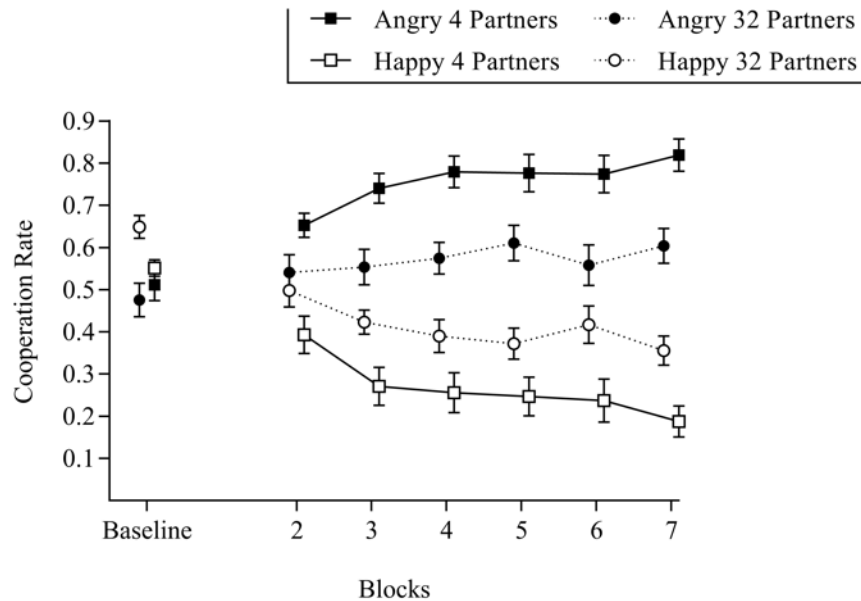 Angry 4 Partners Angry 32 Partners
Happy 4 Partners Happy 32 Partners
0.9
0.8
0.7
0.6
0.5
0.4
0.3
0.2
0.1
Cooperation Rate
Baseline 2 3 4 5 6 7
Blocks